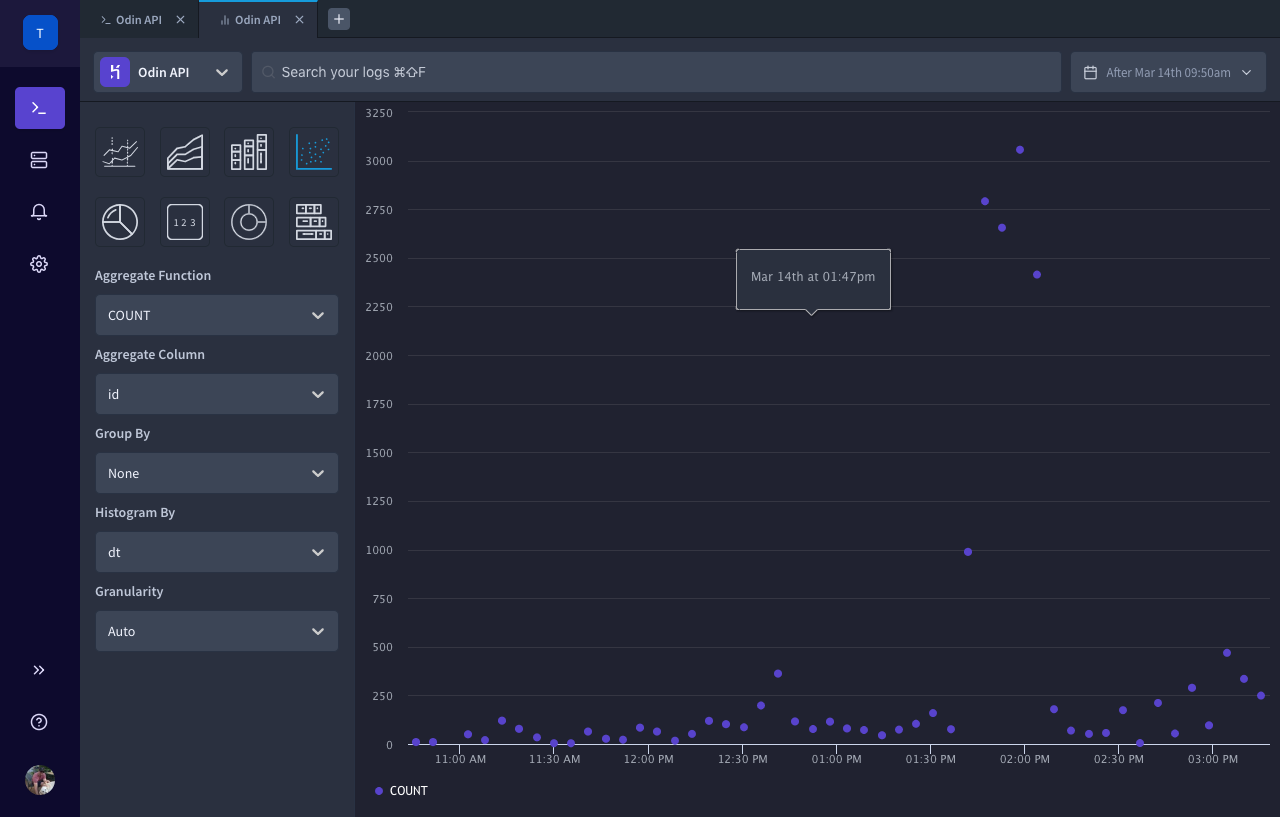 T
Odin API
Odin API
Odin API
Search your logs ⌘⇧F
After Mar 14th 09:50am
1 2 3
Aggregate Function
COUNT
Aggregate Column
id
Group By
None
Histogram By
dt
Granularity
Auto
3250
3000
2750
2500
2250
2000
1750
1500
1250
1000
750
500
250
0
Mar 14th at 01:47pm
11:00 AM
11:30 AM
12:00 PM
12:30 PM
01:00 PM
01:30 PM
02:00 PM
02:30 PM
03:00 PM
COUNT